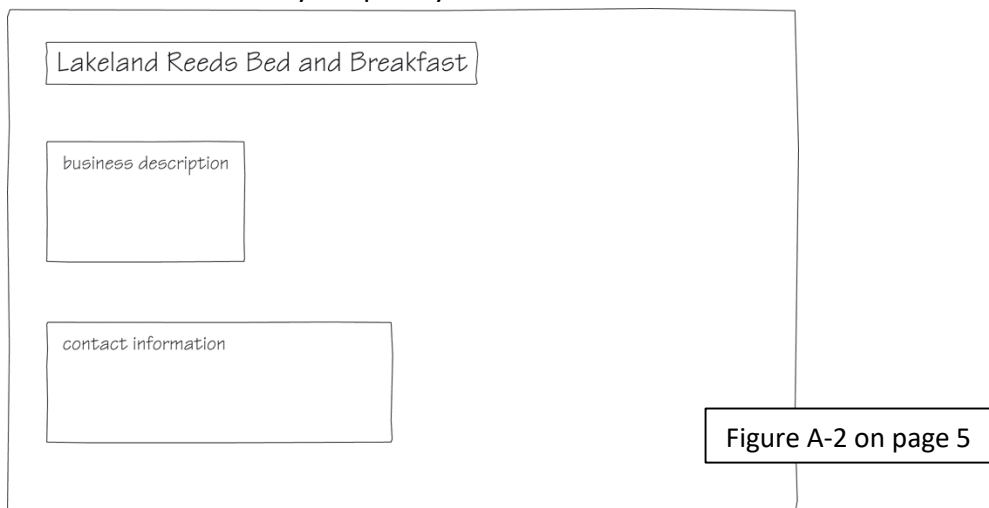 Lakeland Reeds Bed and Breakfast
business description
contact information
Figure A-2 on page 5